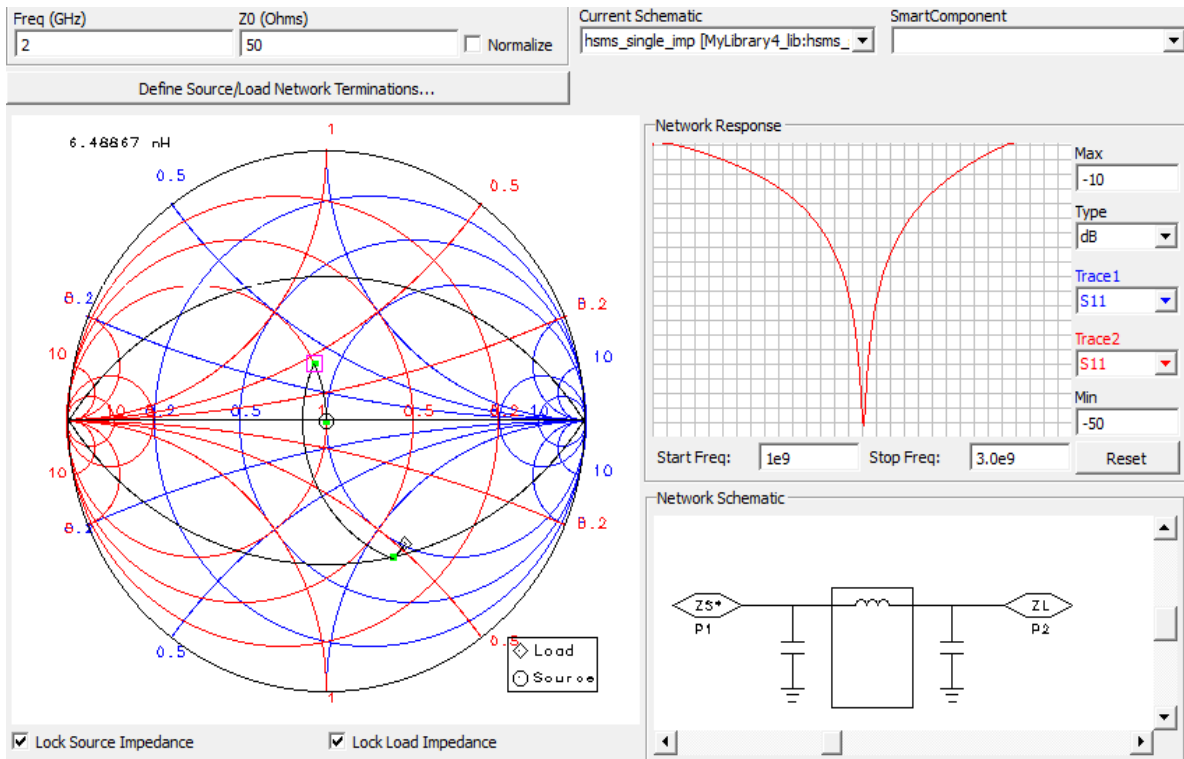 Freq (GHz)
Z0 (Ohms)
2
50
Normalize
Current Schematic
SmartComponent
hsms_single_imp [MyLibrary4_lib:hsms_
Define Source/Load Network Terminations...
6.48867 nH
1
0.5
0.5
0.2
0.2
10
10
10
0.2
0.5
1
0.5
0.2
10
10
10
0.2
0.2
0.5
0.5
1
Load
Source
Lock Source Impedance
Lock Load Impedance
Network Response
Max
-10
Type
dB
Trace1
S11
Trace2
S11
Min
-50
Start Freq:
1e9
Stop Freq:
3.0e9
Reset
Network Schematic
ZS*
P1
ZL
P2